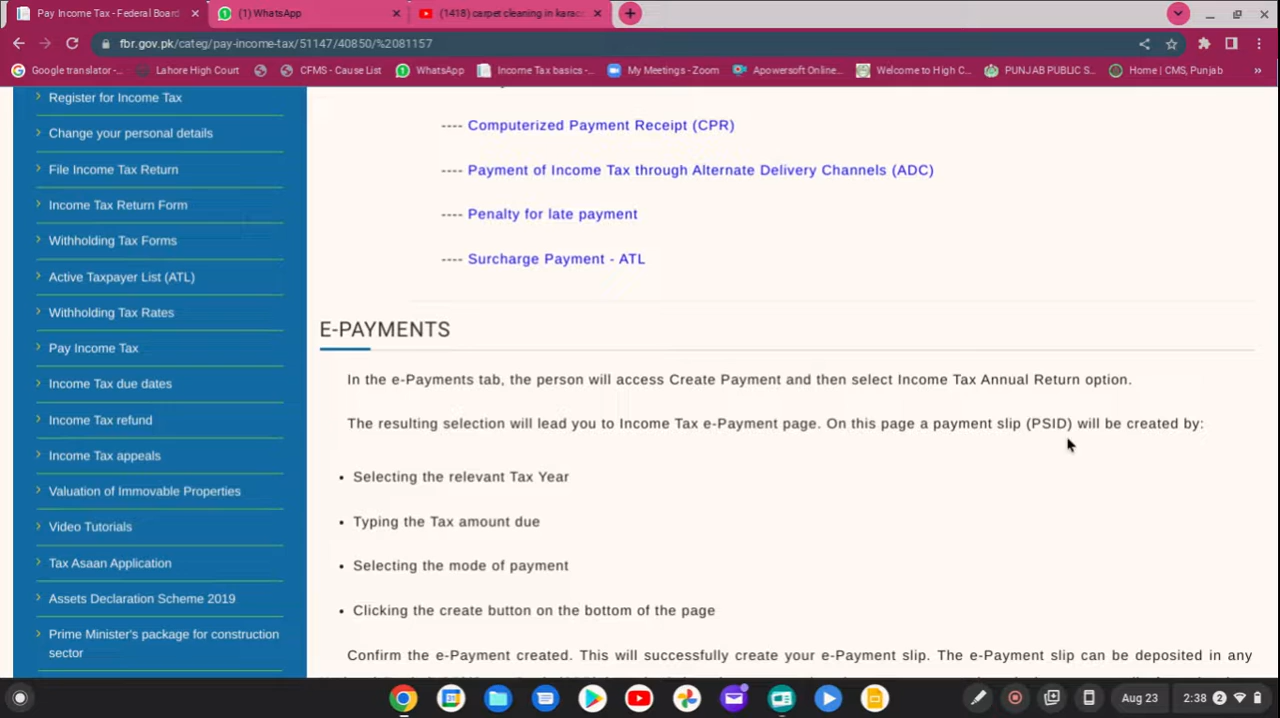 Pay Income Tax - Federal Board
(1) WhatsApp
(1418) carpet cleaning in karac
fbr.gov.pk/categ/pay-income-tax/51147/40850/%2081157
Google translator -...
Lahore High Court
CFMS - Cause List
WhatsApp
Income Tax basics -...
My Meetings - Zoom
Apowersoft Online...
Welcome to High C...
PUNJAB PUBLIC S...
Home | CMS, Punjab
»
Register for Income Tax
Change your personal details
File Income Tax Return
Income Tax Return Form
Withholding Tax Forms
Active Taxpayer List (ATL)
Withholding Tax Rates
Pay Income Tax
Income Tax due dates
Income Tax refund
Income Tax appeals
Valuation of Immovable Properties
Video Tutorials
Tax Asaan Application
Assets Declaration Scheme 2019
Prime Minister's package for construction
sector
---- Computerized Payment Receipt (CPR)
---- Payment of Income Tax through Alternate Delivery Channels (ADC)
---- Penalty for late payment
---- Surcharge Payment - ATL
E-PAYMENTS
In the e-Payments tab, the person will access Create Payment and then select Income Tax Annual Return option.
The resulting selection will lead you to Income Tax e-Payment page. On this page a payment slip (PSID) will be created by:
• Selecting the relevant Tax Year
• Typing the Tax amount due
• Selecting the mode of payment
• Clicking the create button on the bottom of the page
Confirm the e-Payment created. This will successfully create your e-Payment slip. The e-Payment slip can be deposited in any
31
Aug 23
2:38
2